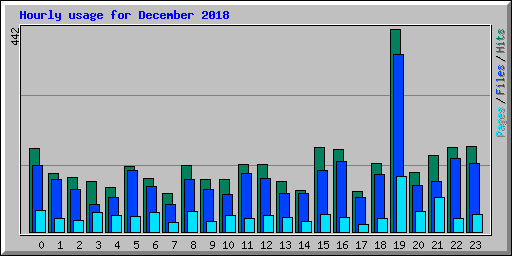 Hourly usage for December 2018
442
Pages/Files/Hits
0 1 2 3 4 5 6 7 8 9 10 11 12 13 14 15 16 17 18 19 20 21 22 23